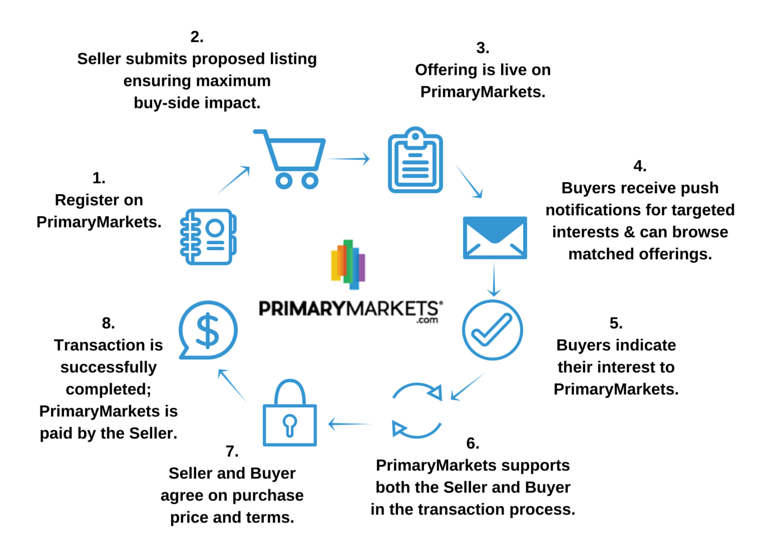 1.
Register on
PrimaryMarkets.
2.
Seller submits proposed listing
ensuring maximum
buy-side impact.
3.
Offering is live on
PrimaryMarkets.
4.
Buyers receive push
notifications for targeted
interests & can browse
matched offerings.
5.
Buyers indicate
their interest to
PrimaryMarkets.
6.
PrimaryMarkets supports
both the Seller and Buyer
in the transaction process.
7.
Seller and Buyer
agree on purchase
price and terms.
8.
Transaction is
successfully
completed;
PrimaryMarkets is
paid by the Seller.
$
PRIMARYMARKETS®
.com